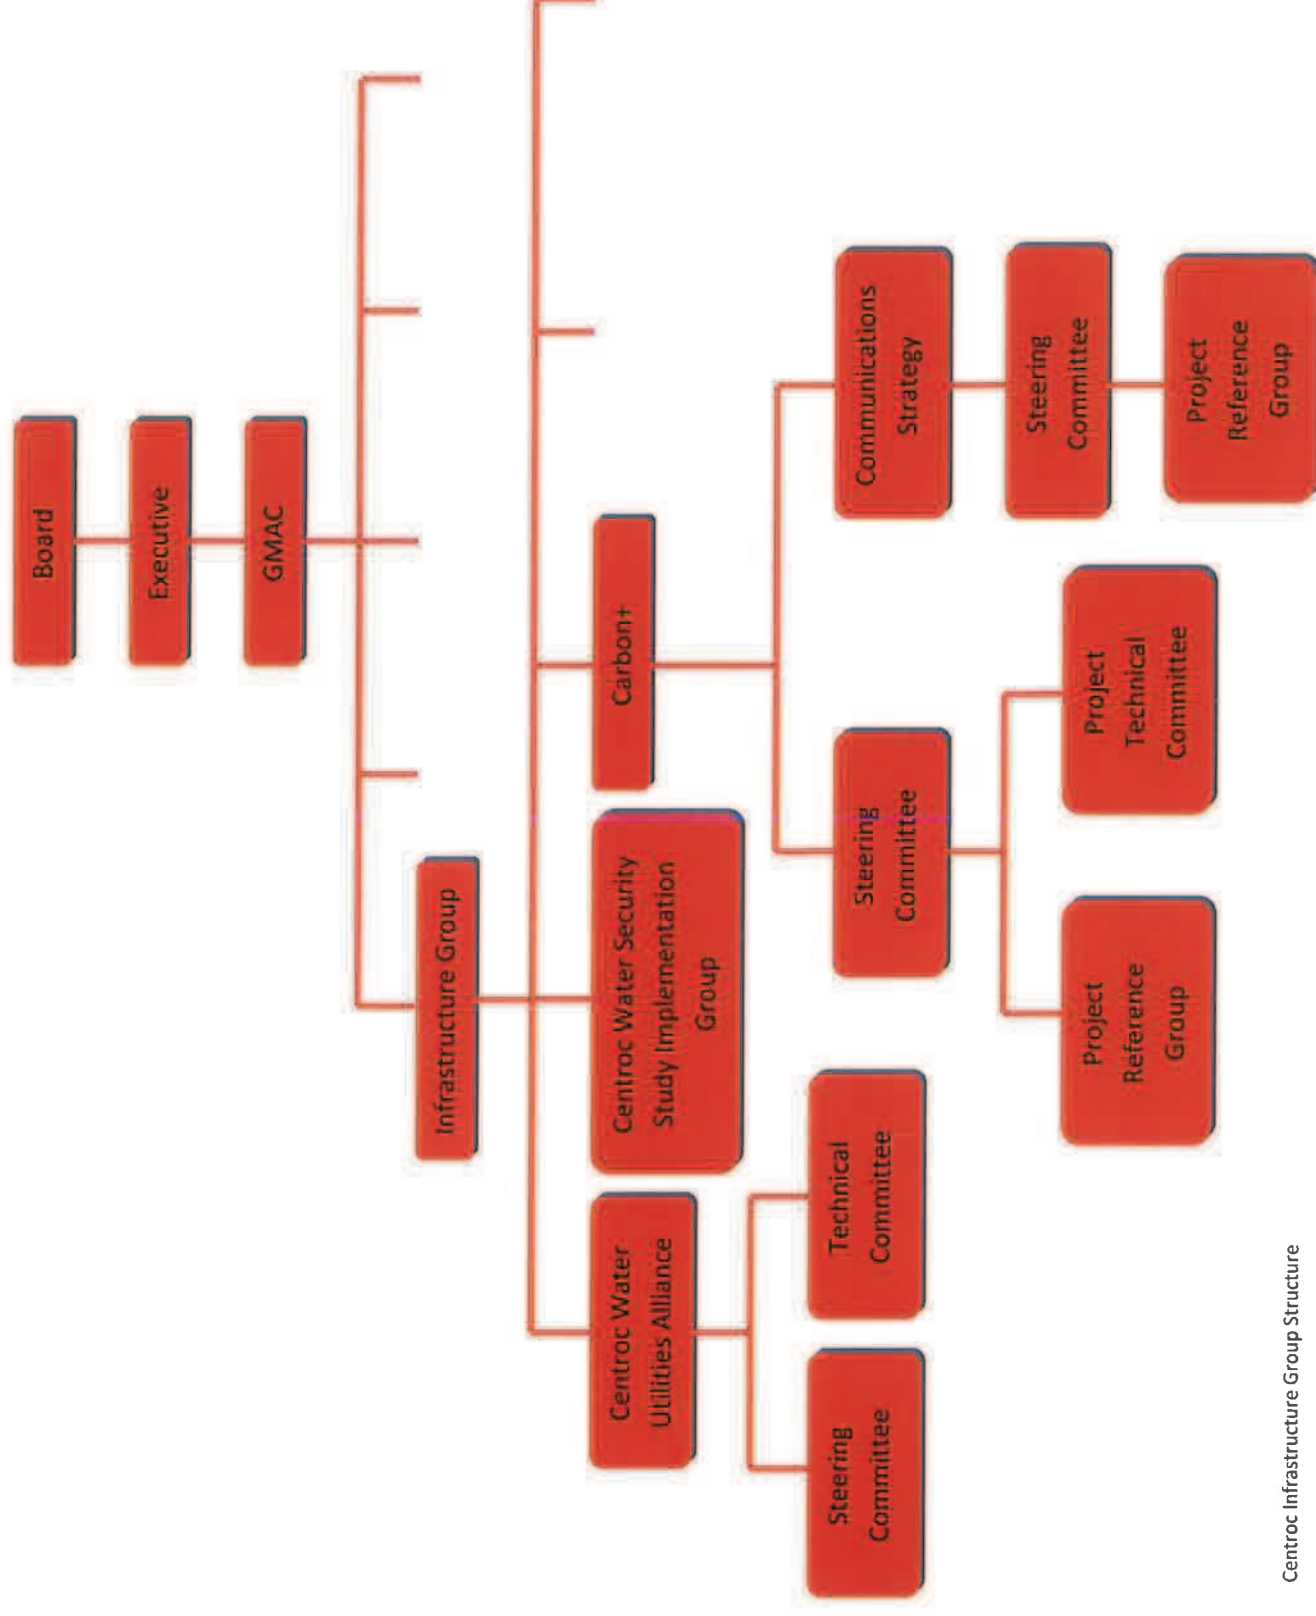 Board
Executive
GMAC
Infrastructure Group
Centroc Water
Utilities Alliance
Centroc Water Security
Study Implementation
Group
Carbon+
Steering
Committee
Technical
Committee
Steering
Committee
Communications
Strategy
Project
Reference
Group
Project
Technical
Committee
Steering
Committee
Project
Reference
Group
Centroc Infrastructure Group Structure